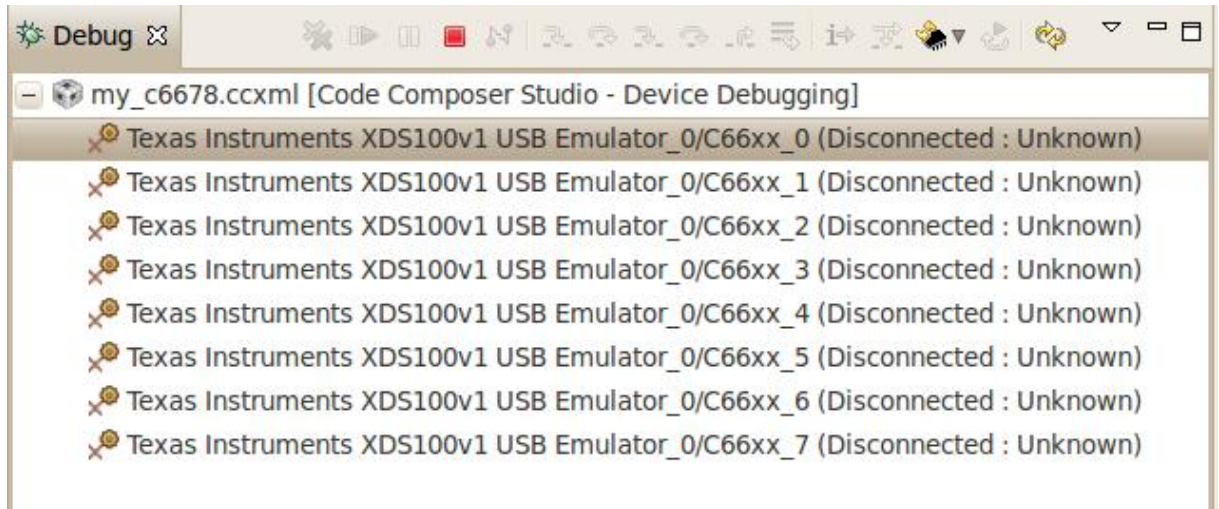 Debug
my_c6678.ccxml [Code Composer Studio - Device Debugging]
Texas Instruments XDS100v1 USB Emulator_0/C66xx_0 (Disconnected : Unknown)
Texas Instruments XDS100v1 USB Emulator_0/C66xx_1 (Disconnected : Unknown)
Texas Instruments XDS100v1 USB Emulator_0/C66xx_2 (Disconnected : Unknown)
Texas Instruments XDS100v1 USB Emulator_0/C66xx_3 (Disconnected : Unknown)
Texas Instruments XDS100v1 USB Emulator_0/C66xx_4 (Disconnected : Unknown)
Texas Instruments XDS100v1 USB Emulator_0/C66xx_5 (Disconnected : Unknown)
Texas Instruments XDS100v1 USB Emulator_0/C66xx_6 (Disconnected : Unknown)
Texas Instruments XDS100v1 USB Emulator_0/C66xx_7 (Disconnected : Unknown)